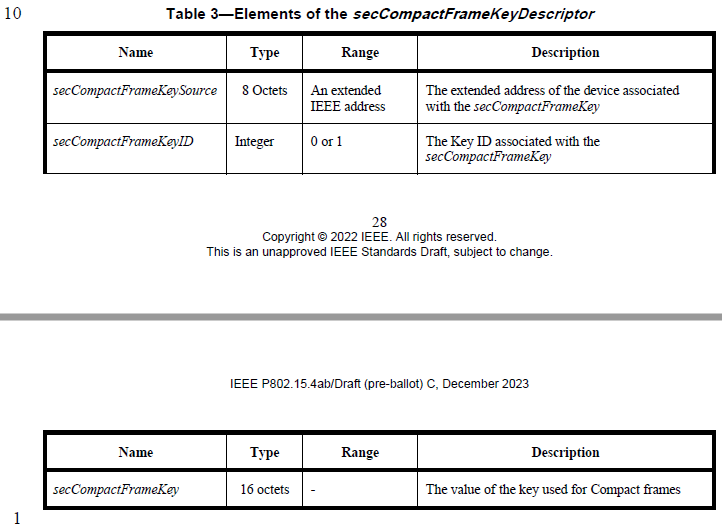 10
Table 3—Elements of the secCompactFrameKeyDescriptor
Name Type Range Description
secCompactFrameKeySource 8 Octets An extended The extended address of the device associated
IEEE address with the secCompactFrameKey
secCompactFrameKeyID Integer 0 or 1 The Key ID associated with the
secCompactFrameKey
28
Copyright © 2022 IEEE. All rights reserved.
This is an unapproved IEEE Standards Draft, subject to change.
IEEE P802.15.4ab/Draft (pre-ballot) C, December 2023
Name Type Range Description
secCompactFrameKey 16 octets - The value of the key used for Compact frames
1